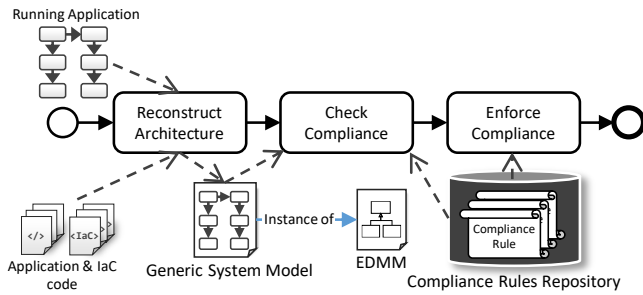 Running Application
Reconstruct
Architecture
Check
Compliance
Enforce
Compliance
</>
<IaC>
Application & IaC
code
Generic System Model
Instance of
EDMM
Compliance
Rule
Compliance Rules Repository